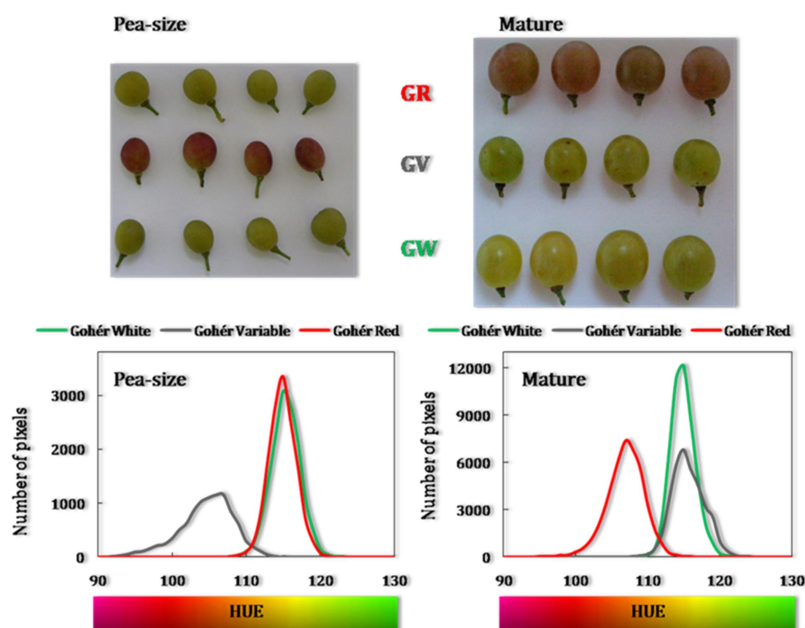 Pea-size
Mature
GR
GV
GW
Gohér White Gohér Variable Gohér Red
Gohér White Gohér Variable Gohér Red
Number of pixels
Pea-size
3000
2000
1000
0
90 100 110 120 130
HUE
Number of pixels
Mature
12000
9000
6000
3000
0
90 100 110 120 130
HUE